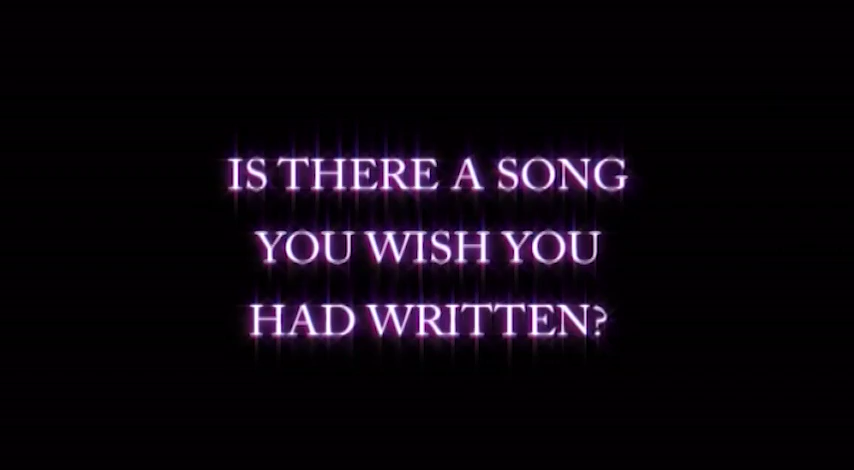 IS THERE A SONG
YOU WISH YOU
HAD WRITTEN?